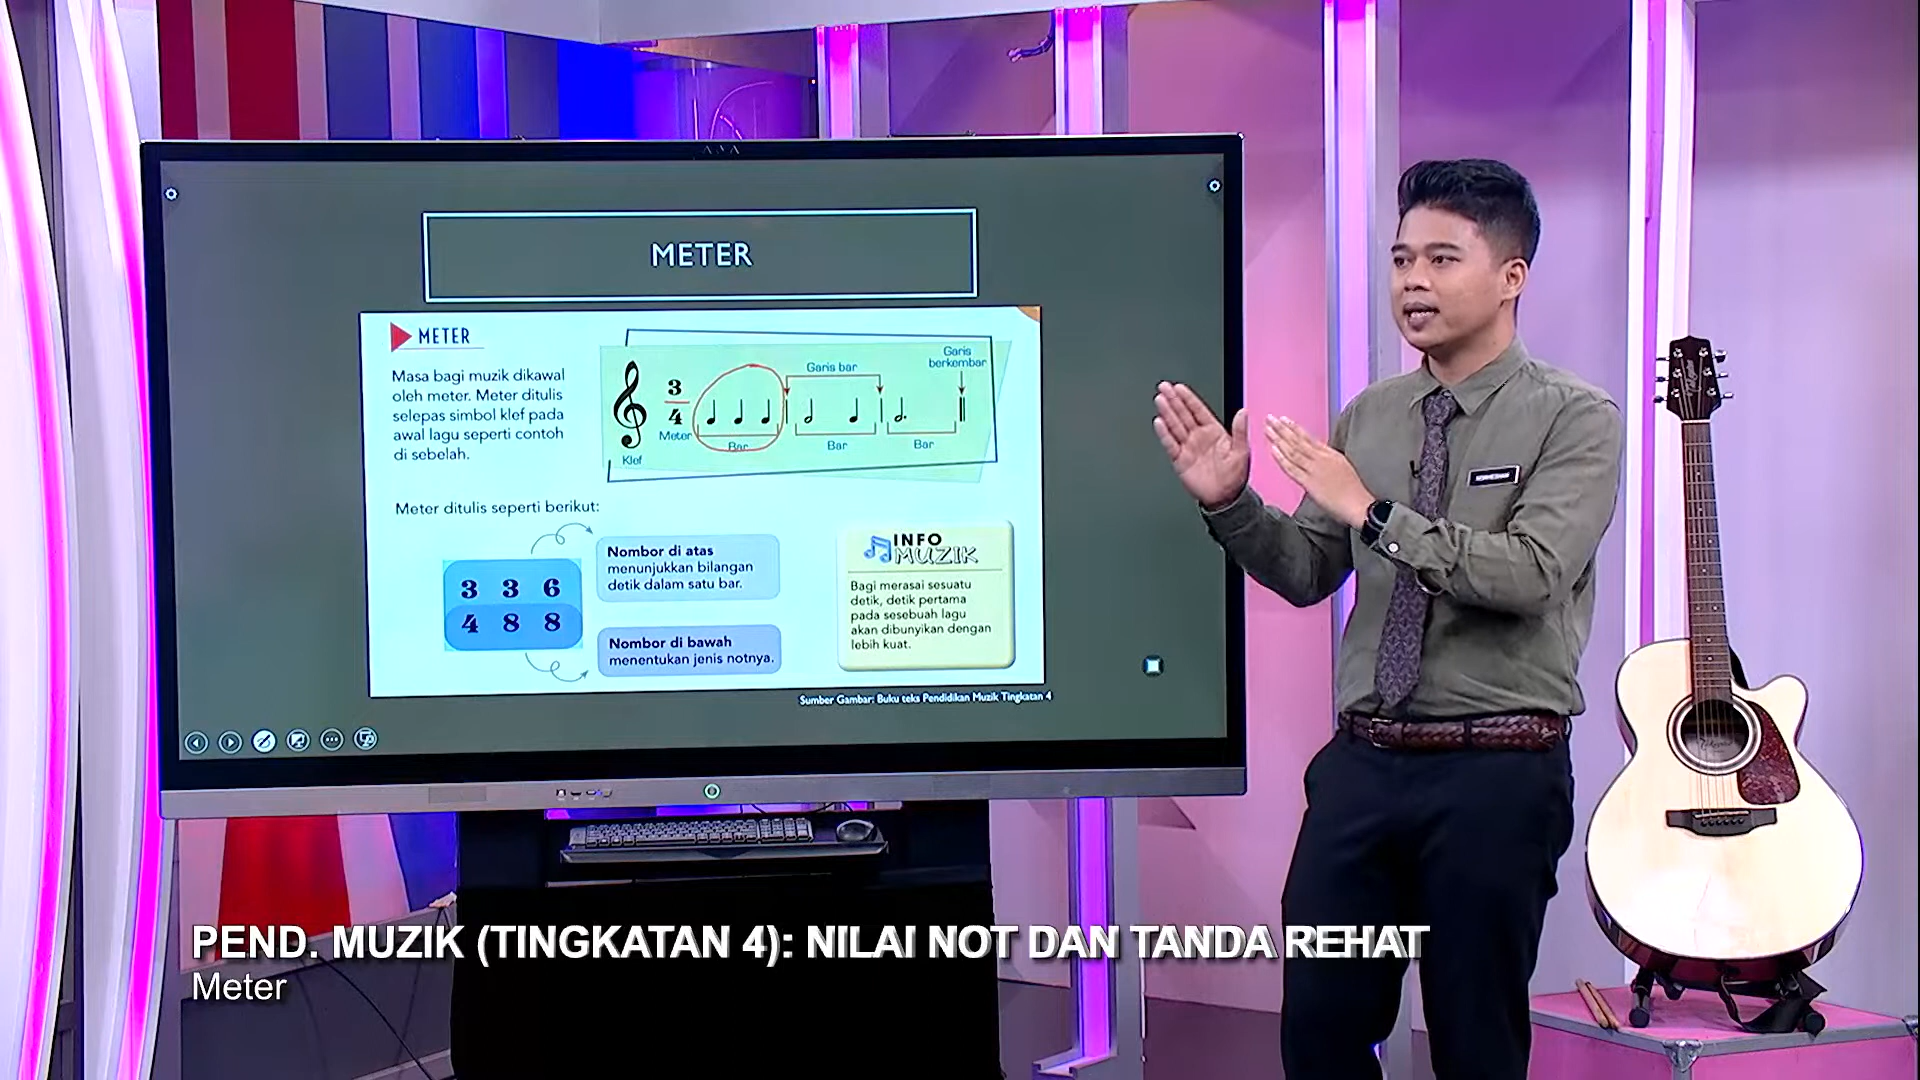 METER
METER
Masa bagi muzik dikawal
oleh meter. Meter ditulis
selepas simbol klef pada
awal lagu seperti contoh
di sebelah.
Garis bar
Garis
berkembar
3
4
Meter
Klef
Bar
Bar
Bar
Meter ditulis seperti berikut:
3 3 6
4 8 8
Nombor di atas
menunjukkan bilangan
detik dalam satu bar.
Nombor di bawah
menentukan jenis notnya.
INFO
MUZIK
Bagi merasai sesuatu
detik, detik pertama
pada sesebuah lagu
akan dibunyikan dengan
lebih kuat.
Sumber Gambar: Buku teks Pendidikan Muzik Tingkatan 4
PEND. MUZIK (TINGKATAN 4): NILAI NOT DAN TANDA REHAT
Meter